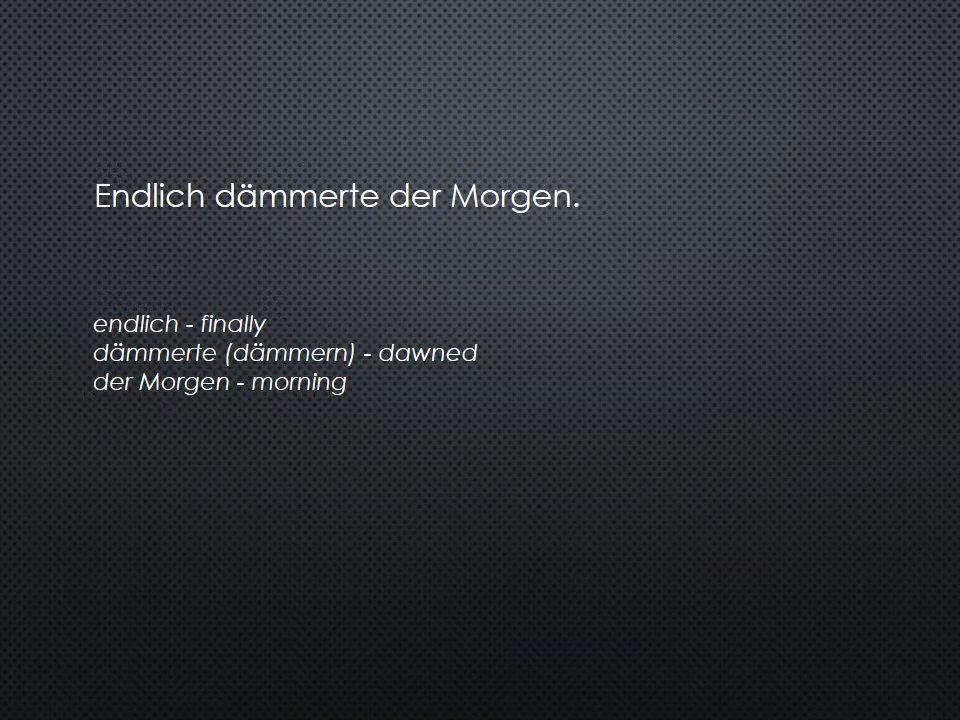 Endlich dämmerte der Morgen.
endlich - finally
dämmerte (dämmern) - dawned
der Morgen - morning